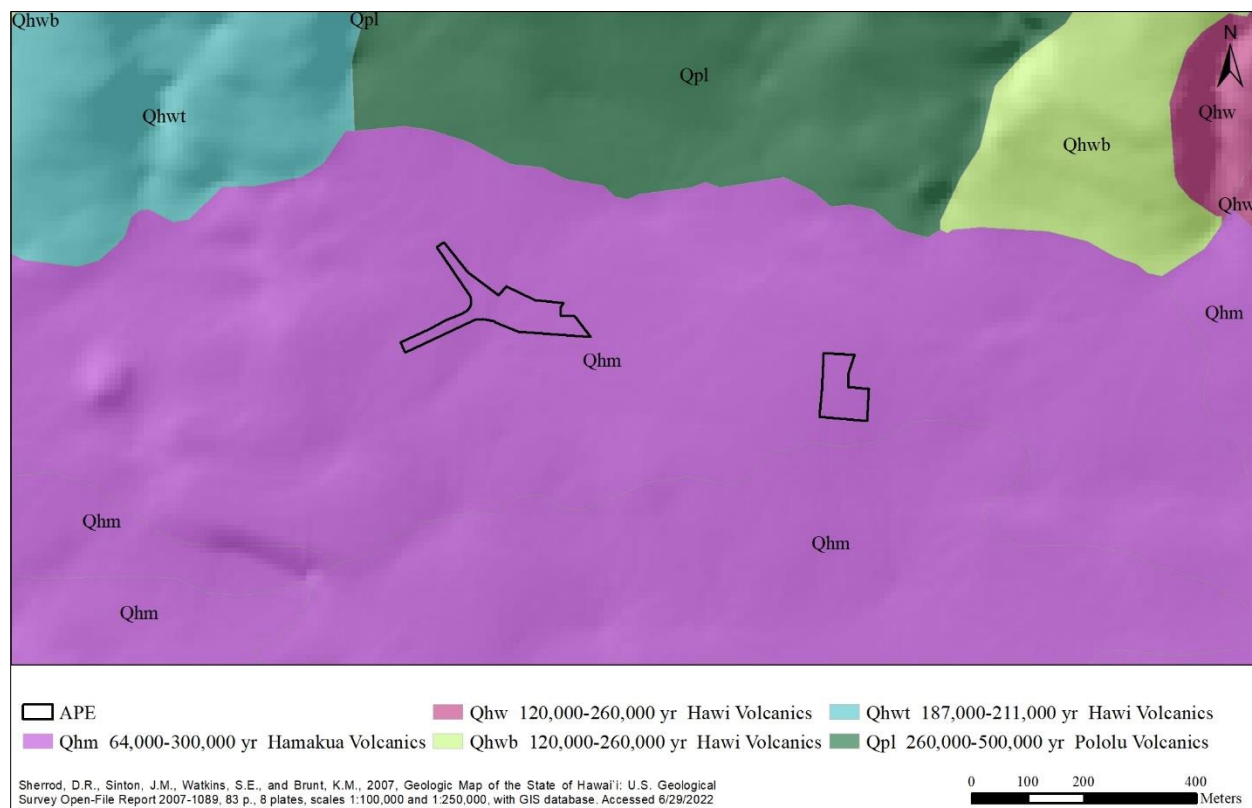 Qhwb
Qpl
N
Qpl
Qhw
Qhwt
Qhwb
Qhw
Qhm
Qhm
Qhm
Qhm
Qhm
APE
Qhw 120,000-260,000 yr Hawi Volcanics
Qhwt 187,000-211,000 yr Hawi Volcanics
Qhm 64,000-300,000 yr Hamakua Volcanics
Qhwb 120,000-260,000 yr Hawi Volcanics
Qpl 260,000-500,000 yr Pololu Volcanics
Sherrod, D.R., Sinton, J.M., Watkins, S.E., and Brunt, K.M., 2007, Geologic Map of the State of Hawai`i: U.S. Geological
Survey Open-File Report 2007-1089, 83 p., 8 plates, scales 1:100,000 and 1:250,000, with GIS database. Accessed 6/29/2022
0 100 200 400
Meters